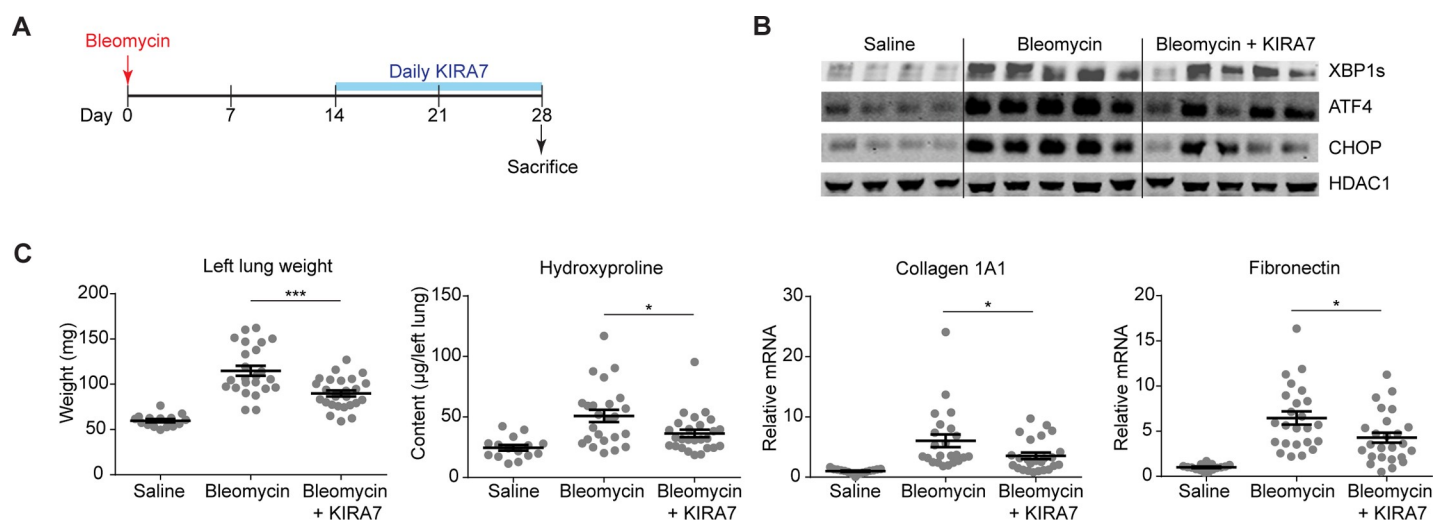 A
Bleomycin
Daily KIRA7
Day 0 7 14 21 28
Sacrifice
B
Saline Bleomycin Bleomycin + KIRA7
XBP1s
ATF4
CHOP
HDAC1
C
Left lung weight
Weight (mg)
200
150
100
50
0
***
Saline Bleomycin Bleomycin
+ KIRA7
Hydroxyproline
Content (µg/left lung)
150
100
50
0
*
Saline Bleomycin Bleomycin
+ KIRA7
Collagen 1A1
Relative mRNA
30
20
10
0
*
Saline Bleomycin Bleomycin
+ KIRA7
Fibronectin
Relative mRNA
20
15
10
5
0
*
Saline Bleomycin Bleomycin
+ KIRA7